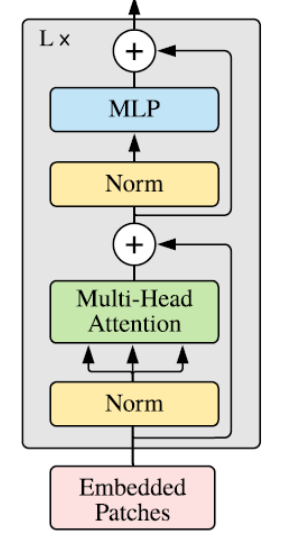 L ×
+
MLP
Norm
+
Multi-Head
Attention
Norm
Embedded
Patches